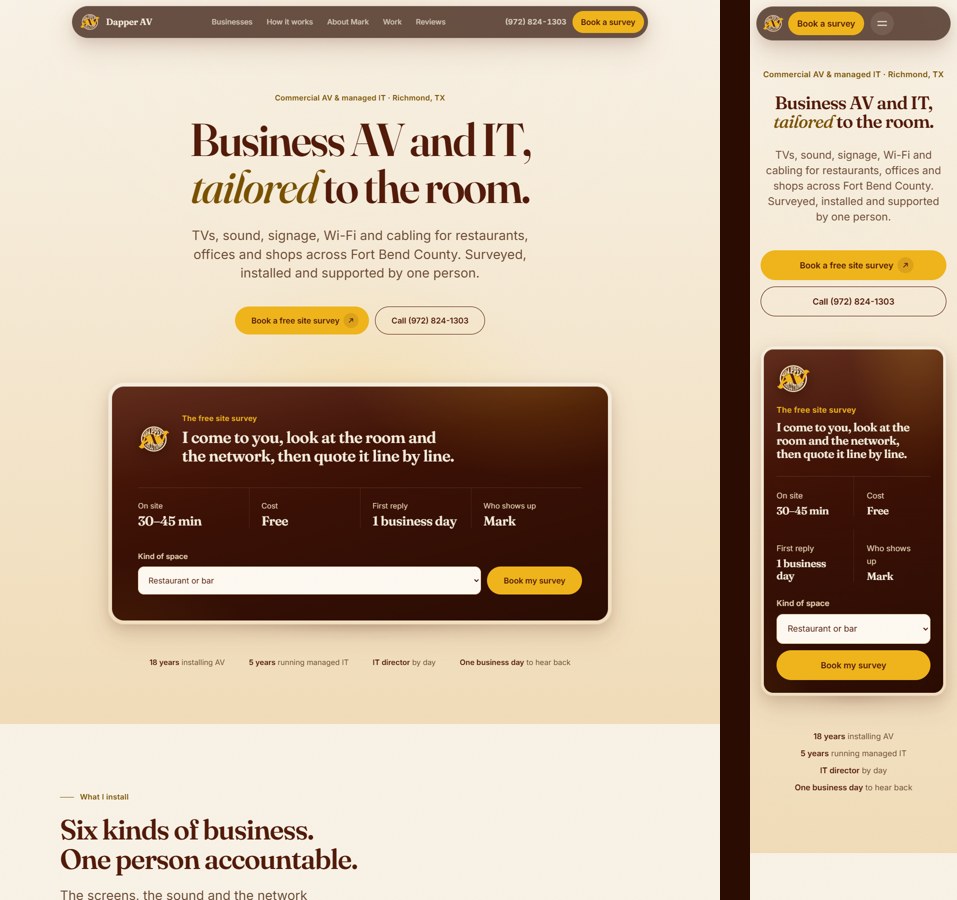 AV
Dapper AV
Businesses
How it works
About Mark
Work
Reviews
(972) 824-1303
Book a survey
Commercial AV & managed IT · Richmond, TX
Business AV and IT,
tailored to the room.
TVs, sound, signage, Wi-Fi and cabling for restaurants,
offices and shops across Fort Bend County. Surveyed,
installed and supported by one person.
Book a free site survey
Call (972) 824-1303
AV
The free site survey
I come to you, look at the room and
the network, then quote it line by line.
On site
30–45 min
Cost
Free
First reply
1 business day
Who shows up
Mark
Kind of space
Restaurant or bar
Book my survey
18 years installing AV
5 years running managed IT
IT director by day
One business day to hear back
What I install
Six kinds of business.
One person accountable.
The screens, the sound and the network
AV
Book a survey
Commercial AV & managed IT · Richmond, TX
Business AV and IT,
tailored to the room.
TVs, sound, signage, Wi-Fi and
cabling for restaurants, offices and
shops across Fort Bend County.
Surveyed, installed and supported
by one person.
Book a free site survey
Call (972) 824-1303
AV
The free site survey
I come to you, look at the
room and the network,
then quote it line by line.
On site
30–45 min
Cost
Free
First reply
1 business
day
Who shows
up
Mark
Kind of space
Restaurant or bar
Book my survey
18 years installing AV
5 years running managed IT
IT director by day
One business day to hear back